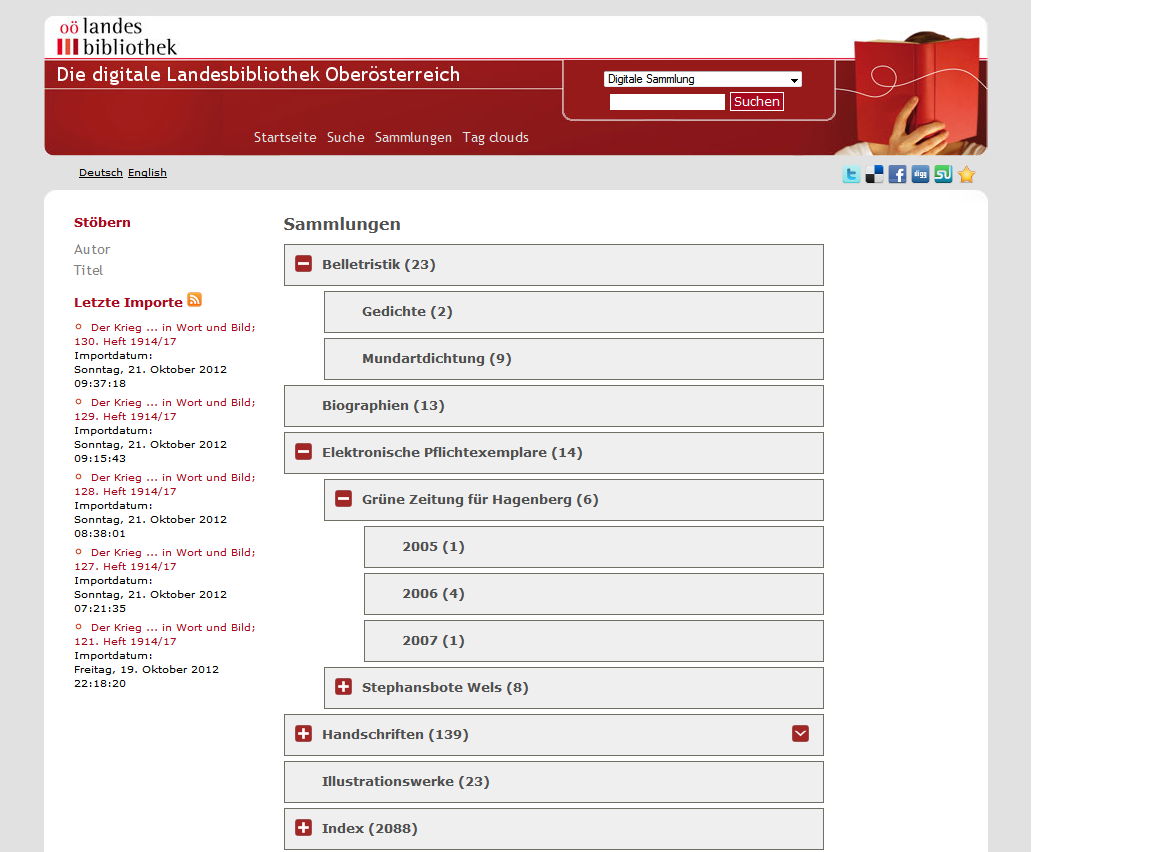 oö landes
bibliothek
Die digitale Landesbibliothek Oberösterreich
Digitale Sammlung
Suchen
Startseite Suche Sammlungen Tag clouds
Deutsch English
t f digg SU
Stöbern
Autor
Titel
Letzte Importe
Der Krieg ... in Wort und Bild;
130. Heft 1914/17
Importdatum:
Sonntag, 21. Oktober 2012
09:37:18
Der Krieg ... in Wort und Bild;
129. Heft 1914/17
Importdatum:
Sonntag, 21. Oktober 2012
09:15:43
Der Krieg ... in Wort und Bild;
128. Heft 1914/17
Importdatum:
Sonntag, 21. Oktober 2012
08:38:01
Der Krieg ... in Wort und Bild;
127. Heft 1914/17
Importdatum:
Sonntag, 21. Oktober 2012
07:21:35
Der Krieg ... in Wort und Bild;
121. Heft 1914/17
Importdatum:
Freitag, 19. Oktober 2012
22:18:20
Sammlungen
Belletristik (23)
Gedichte (2)
Mundartdichtung (9)
Biographien (13)
Elektronische Pflichtexemplare (14)
Grüne Zeitung für Hagenberg (6)
2005 (1)
2006 (4)
2007 (1)
Stephansbote Wels (8)
Handschriften (139)
Illustrationswerke (23)
Index (2088)